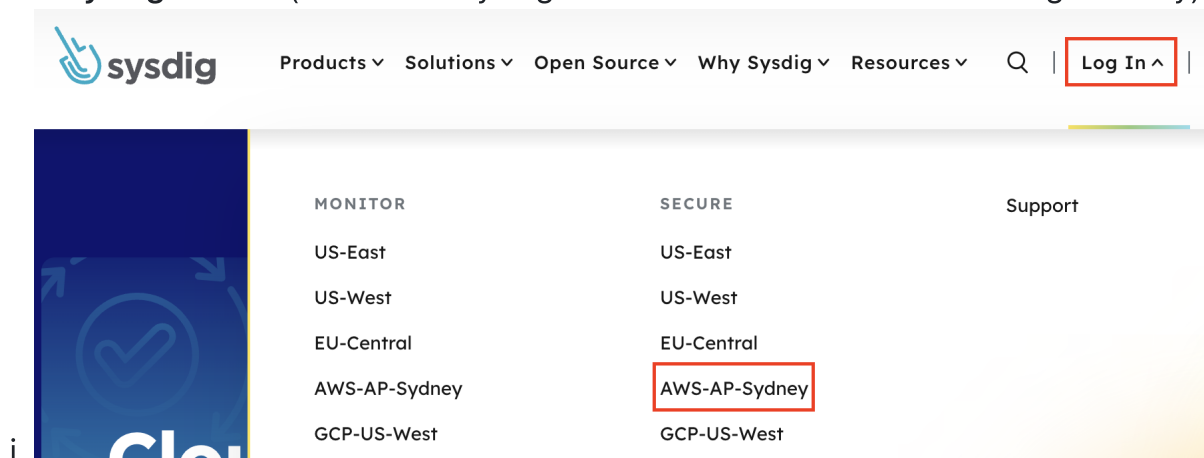 sysdig
Products Solutions Open Source Why Sysdig Resources | Log In |
MONITOR
US-East
US-West
EU-Central
AWS-AP-Sydney
GCP-US-West
SECURE
US-East
US-West
EU-Central
AWS-AP-Sydney
GCP-US-West
Support
i